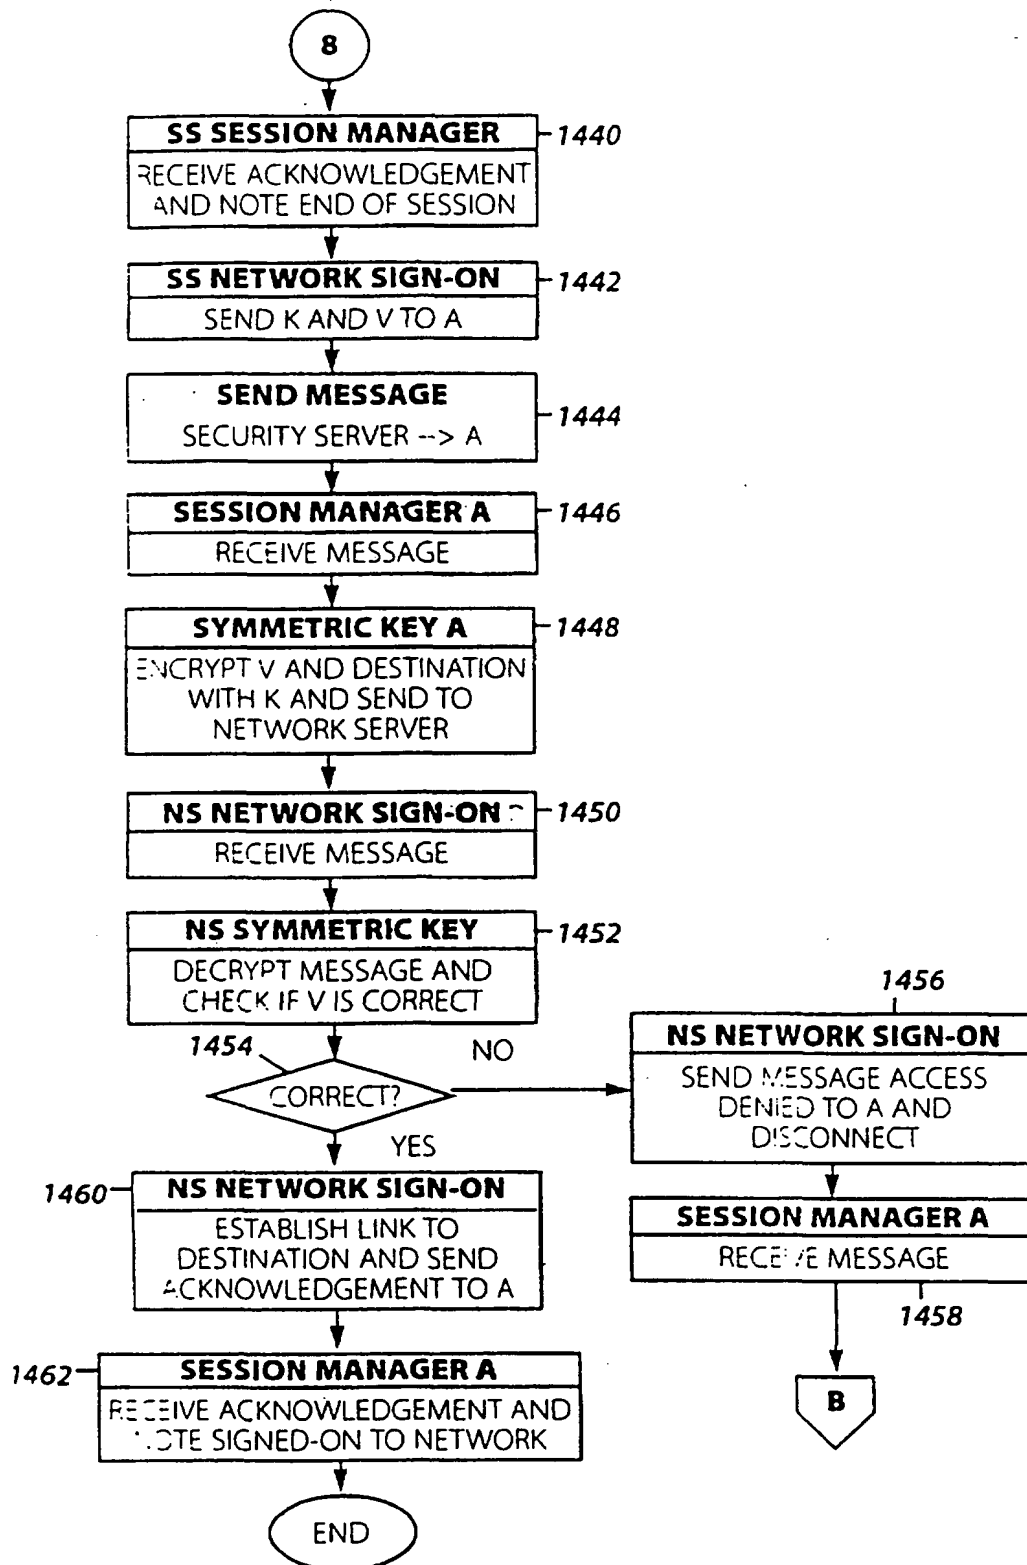 8
SS SESSION MANAGER
1440
RECEIVE ACKNOWLEDGEMENT
AND NOTE END OF SESSION
SS NETWORK SIGN-ON
1442
SEND K AND V TO A
SEND MESSAGE
1444
SECURITY SERVER --> A
SESSION MANAGER A
1446
RECEIVE MESSAGE
SYMMETRIC KEY A
1448
ENCRYPT V AND DESTINATION
WITH K AND SEND TO
NETWORK SERVER
NS NETWORK SIGN-ON
1450
RECEIVE MESSAGE
NS SYMMETRIC KEY
1452
DECRYPT MESSAGE AND
CHECK IF V IS CORRECT
1454
CORRECT?
NO
YES
1456
NS NETWORK SIGN-ON
SEND MESSAGE ACCESS
DENIED TO A AND
DISCONNECT
SESSION MANAGER A
RECEIVE MESSAGE
1458
B
1460
NS NETWORK SIGN-ON
ESTABLISH LINK TO
DESTINATION AND SEND
ACKNOWLEDGEMENT TO A
1462
SESSION MANAGER A
RECEIVE ACKNOWLEDGEMENT AND
NOTE SIGNED-ON TO NETWORK
END